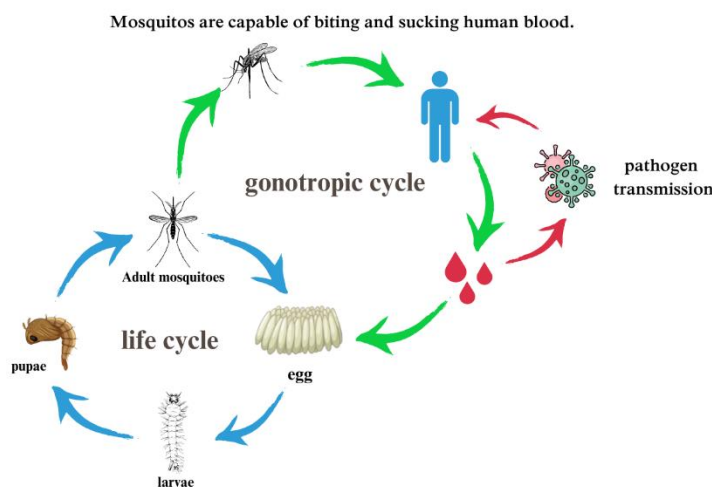 Mosquitos are capable of biting and sucking human blood.
gonotropic cycle
pathogen
transmission
Adult mosquitoes
life cycle
pupae
egg
larvae